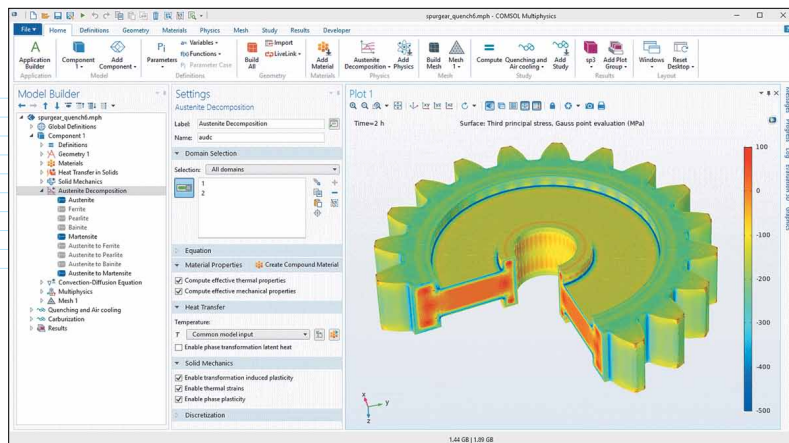 spurgear_quench6.mph - COMSOL Multiphysics
File Home Definitions Geometry Materials Physics Mesh Study Results Developer
Application Builder
Application
Component 1
Add Component
Model
Parameters
a= Variables
f(x) Functions
Pi Parameter Case
Definitions
Build All
Import
LiveLink
Geometry
Add Material
Materials
Austenite Decomposition
Add Physics
Physics
Build Mesh
Mesh 1
Mesh
Compute
Quenching and Air cooling
Add Study
Study
sp3
Add Plot Group
Results
Windows
Reset Desktop
Layout
Model Builder
spurgear_quench6.mph
Global Definitions
Component 1
Definitions
Geometry 1
Materials
Heat Transfer in Solids
Solid Mechanics
Austenite Decomposition
Austenite
Ferrite
Pearlite
Bainite
Martensite
Austenite to Ferrite
Austenite to Pearlite
Austenite to Bainite
Austenite to Martensite
Convection-Diffusion Equation
Multiphysics
Mesh 1
Quenching and Air cooling
Carburization
Results
Settings
Austenite Decomposition
Label: Austenite Decomposition
Name: audc
Domain Selection
Selection: All domains
1
2
Equation
Material Properties Create Compound Material
Compute effective thermal properties
Compute effective mechanical properties
Heat Transfer
Temperature:
T Common model input
Enable phase transformation latent heat
Solid Mechanics
Enable transformation induced plasticity
Enable thermal strains
Enable phase plasticity
Discretization
Plot 1
Time=2 h Surface: Third principal stress, Gauss point evaluation (MPa)
100
0
-100
-200
-300
-400
-500
x
y
z
Messages Progress Log Evaluation 3D Graphics
1.44 GB | 1.89 GB